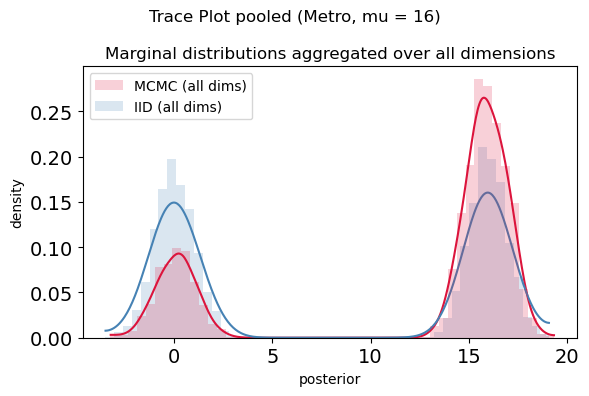 Trace Plot pooled (Metro, mu = 16)
Marginal distributions aggregated over all dimensions
MCMC (all dims)
IID (all dims)
density
0.25
0.20
0.15
0.10
0.05
0.00
0 5 10 15 20
posterior